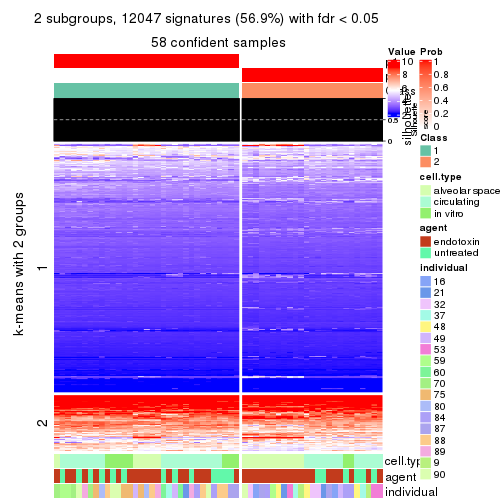 2 subgroups, 12047 signatures (56.9%) with fdr < 0.05
58 confident samples
k-means with 2 groups
1
2
silhouette
score
0.5
0
Value
10
8
6
4
2
0
Prob
1
0.8
0.6
0.4
0.2
0
Class
1
2
cell.type
alveolar space
circulating
in vitro
agent
endotoxin
untreated
individual
16
21
32
37
48
49
53
59
60
70
75
80
84
87
88
89
9
90
cell.type
agent
individual